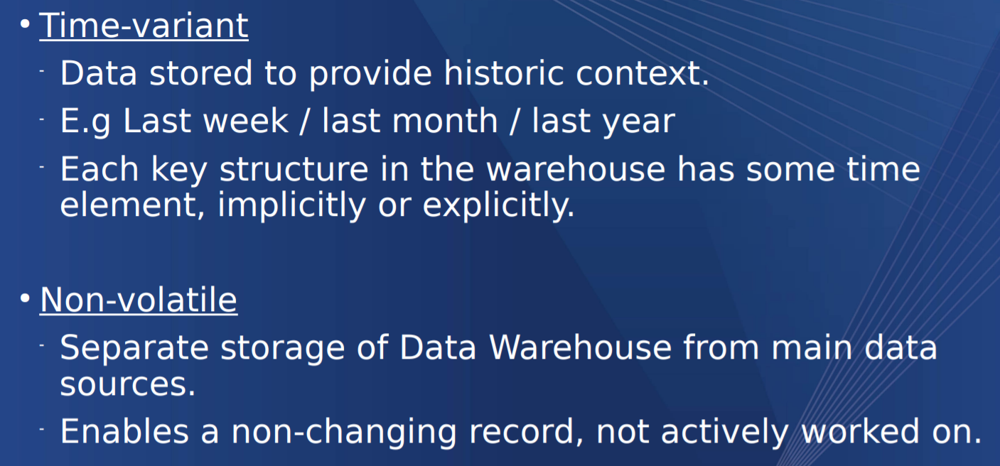 • Time-variant
- Data stored to provide historic context.
- E.g Last week / last month / last year
- Each key structure in the warehouse has some time
element, implicitly or explicitly.
• Non-volatile
- Separate storage of Data Warehouse from main data
sources.
- Enables a non-changing record, not actively worked on.